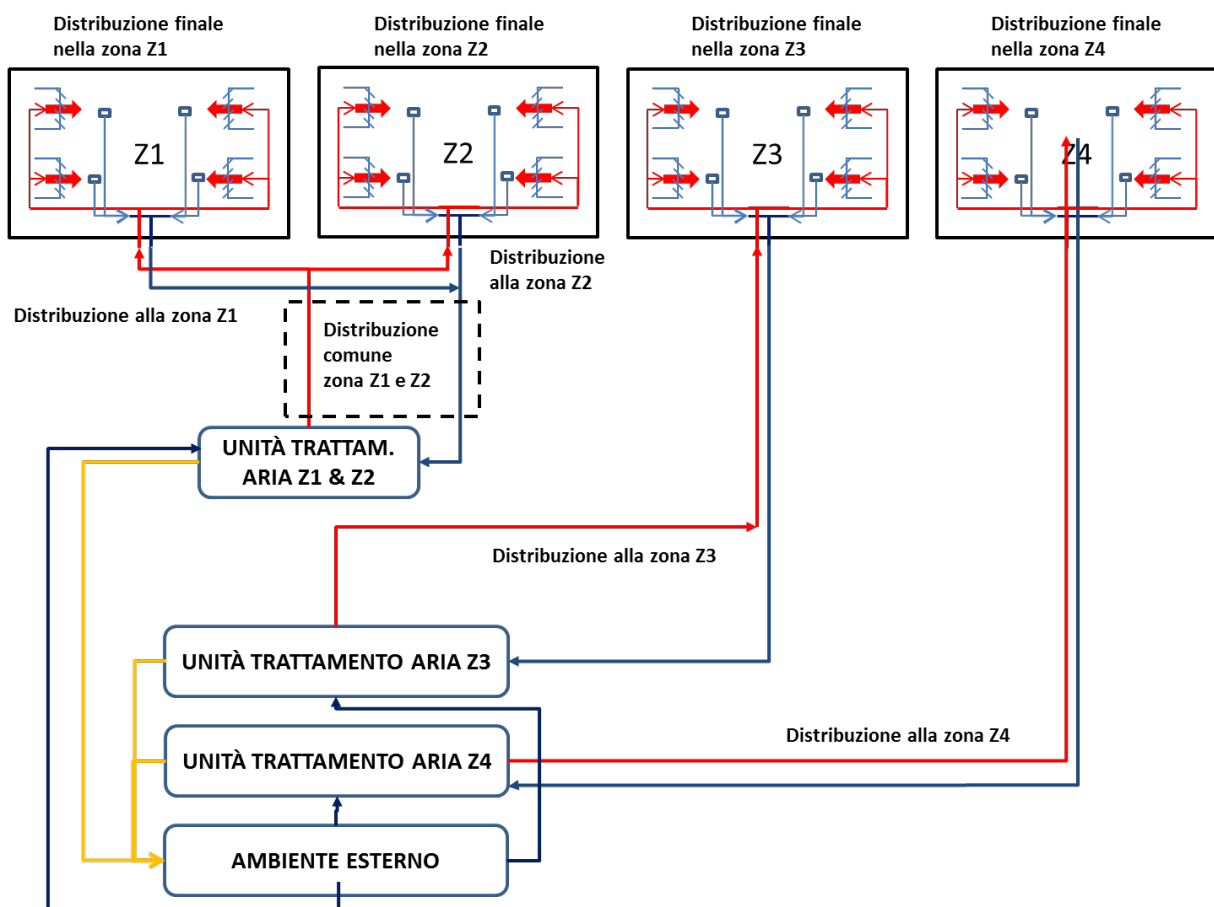 Distribuzione finale
nella zona Z1
Distribuzione finale
nella zona Z2
Distribuzione finale
nella zona Z3
Distribuzione finale
nella zona Z4
Z1
Z2
Z3
Z4
Distribuzione alla zona Z1
Distribuzione
alla zona Z2
Distribuzione
comune
zona Z1 e Z2
UNITÀ TRATTAM.
ARIA Z1 & Z2
Distribuzione alla zona Z3
UNITÀ TRATTAMENTO ARIA Z3
Distribuzione alla zona Z4
UNITÀ TRATTAMENTO ARIA Z4
AMBIENTE ESTERNO